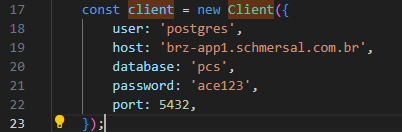 17 const client = new Client({
18 user: 'postgres',
19 host: 'brz-app1.schmersal.com.br',
20 database: 'pcs',
21 password: 'ace123',
22 port: 5432,
23 });